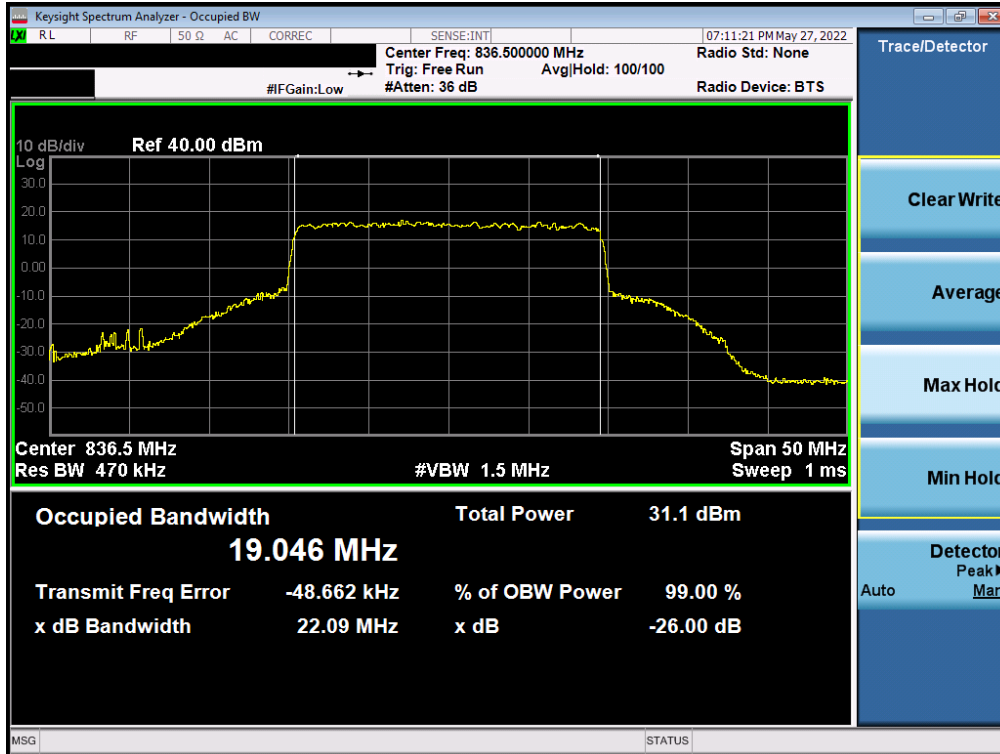 Keysight Spectrum Analyzer - Occupied BW
LXI RL RF 50 Ω AC CORREC SENSE:INT 07:11:21 PM May 27, 2022
Center Freq: 836.500000 MHz Radio Std: None
Trig: Free Run Avg|Hold: 100/100
#IFGain:Low #Atten: 36 dB Radio Device: BTS
Trace/Detector
10 dB/div Ref 40.00 dBm
Log
30.0
20.0
10.0
0.00
-10.0
-20.0
-30.0
-40.0
-50.0
Center 836.5 MHz Span 50 MHz
Res BW 470 kHz #VBW 1.5 MHz Sweep 1 ms
Occupied Bandwidth Total Power 31.1 dBm
19.046 MHz
Transmit Freq Error -48.662 kHz % of OBW Power 99.00 %
x dB Bandwidth 22.09 MHz x dB -26.00 dB
Clear Write
Average
Max Hold
Min Hold
Detector
Peak
Auto Man
MSG STATUS